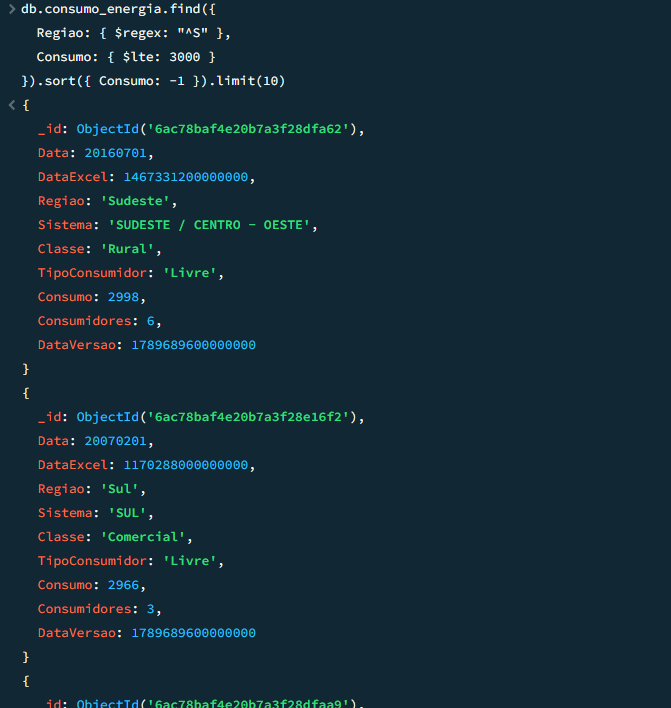 > db.consumo_energia.find({
Regiao: { $regex: "^S" },
Consumo: { $lte: 3000 }
}).sort({ Consumo: -1 }).limit(10)
< {
_id: ObjectId('6ac78baf4e20b7a3f28dfa62'),
Data: 20160701,
DataExcel: 1467331200000000,
Regiao: 'Sudeste',
Sistema: 'SUDESTE / CENTRO - OESTE',
Classe: 'Rural',
TipoConsumidor: 'Livre',
Consumo: 2998,
Consumidores: 6,
DataVersao: 1789689600000000
}
{
_id: ObjectId('6ac78baf4e20b7a3f28e16f2'),
Data: 20070201,
DataExcel: 1170288000000000,
Regiao: 'Sul',
Sistema: 'SUL',
Classe: 'Comercial',
TipoConsumidor: 'Livre',
Consumo: 2966,
Consumidores: 3,
DataVersao: 1789689600000000
}
{
_id: ObjectId('6ac78baf4e20b7a3f28dfaa9'),